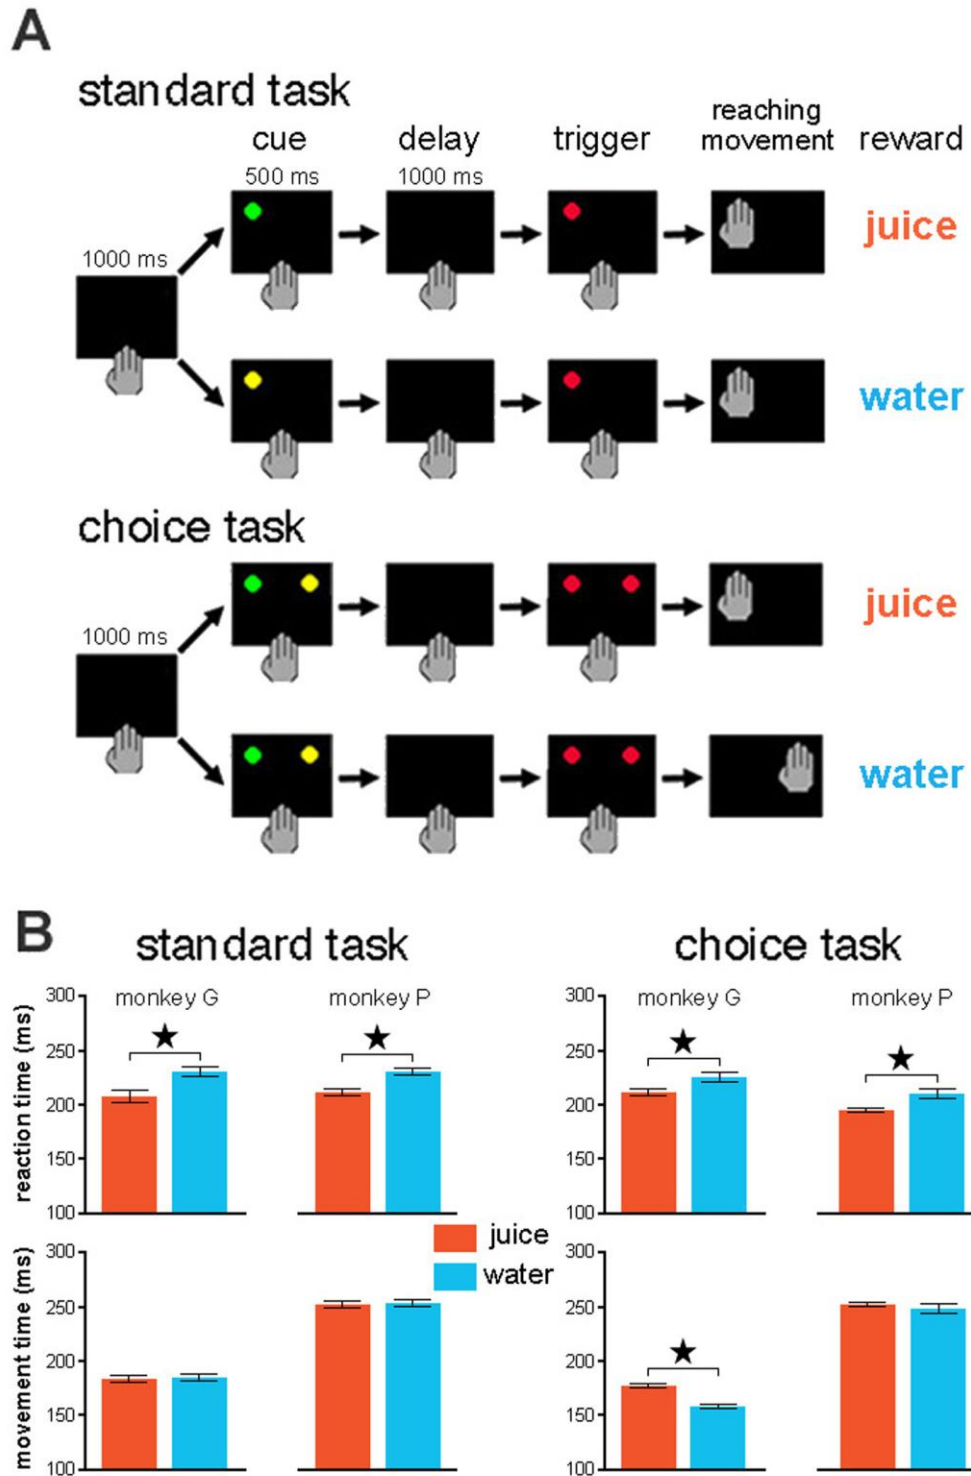 A
standard task
cue
delay
trigger
reaching
movement
reward
500 ms
1000 ms
juice
1000 ms
water
choice task
juice
1000 ms
water
B
standard task
choice task
monkey G
monkey P
monkey G
monkey P
reaction time (ms)
300
250
200
150
100
300
250
200
150
100
juice
water
movement time (ms)
300
250
200
150
100
300
250
200
150
100